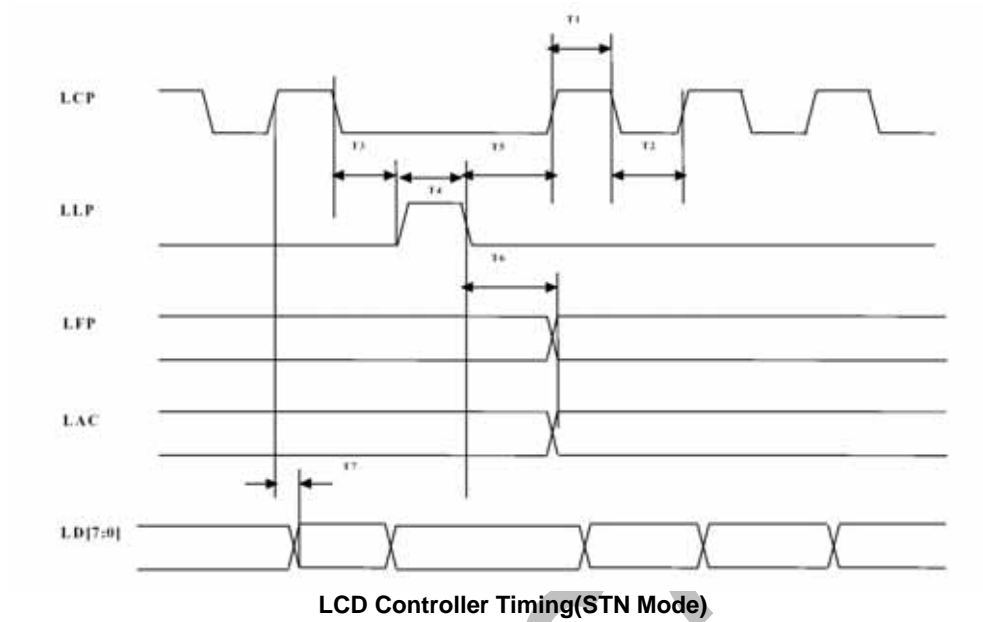 T1
LCP
T3 T5 T2
T4
LLP
T6
LFP
LAC
T7
LD[7:0]
LCD Controller Timing(STN Mode)